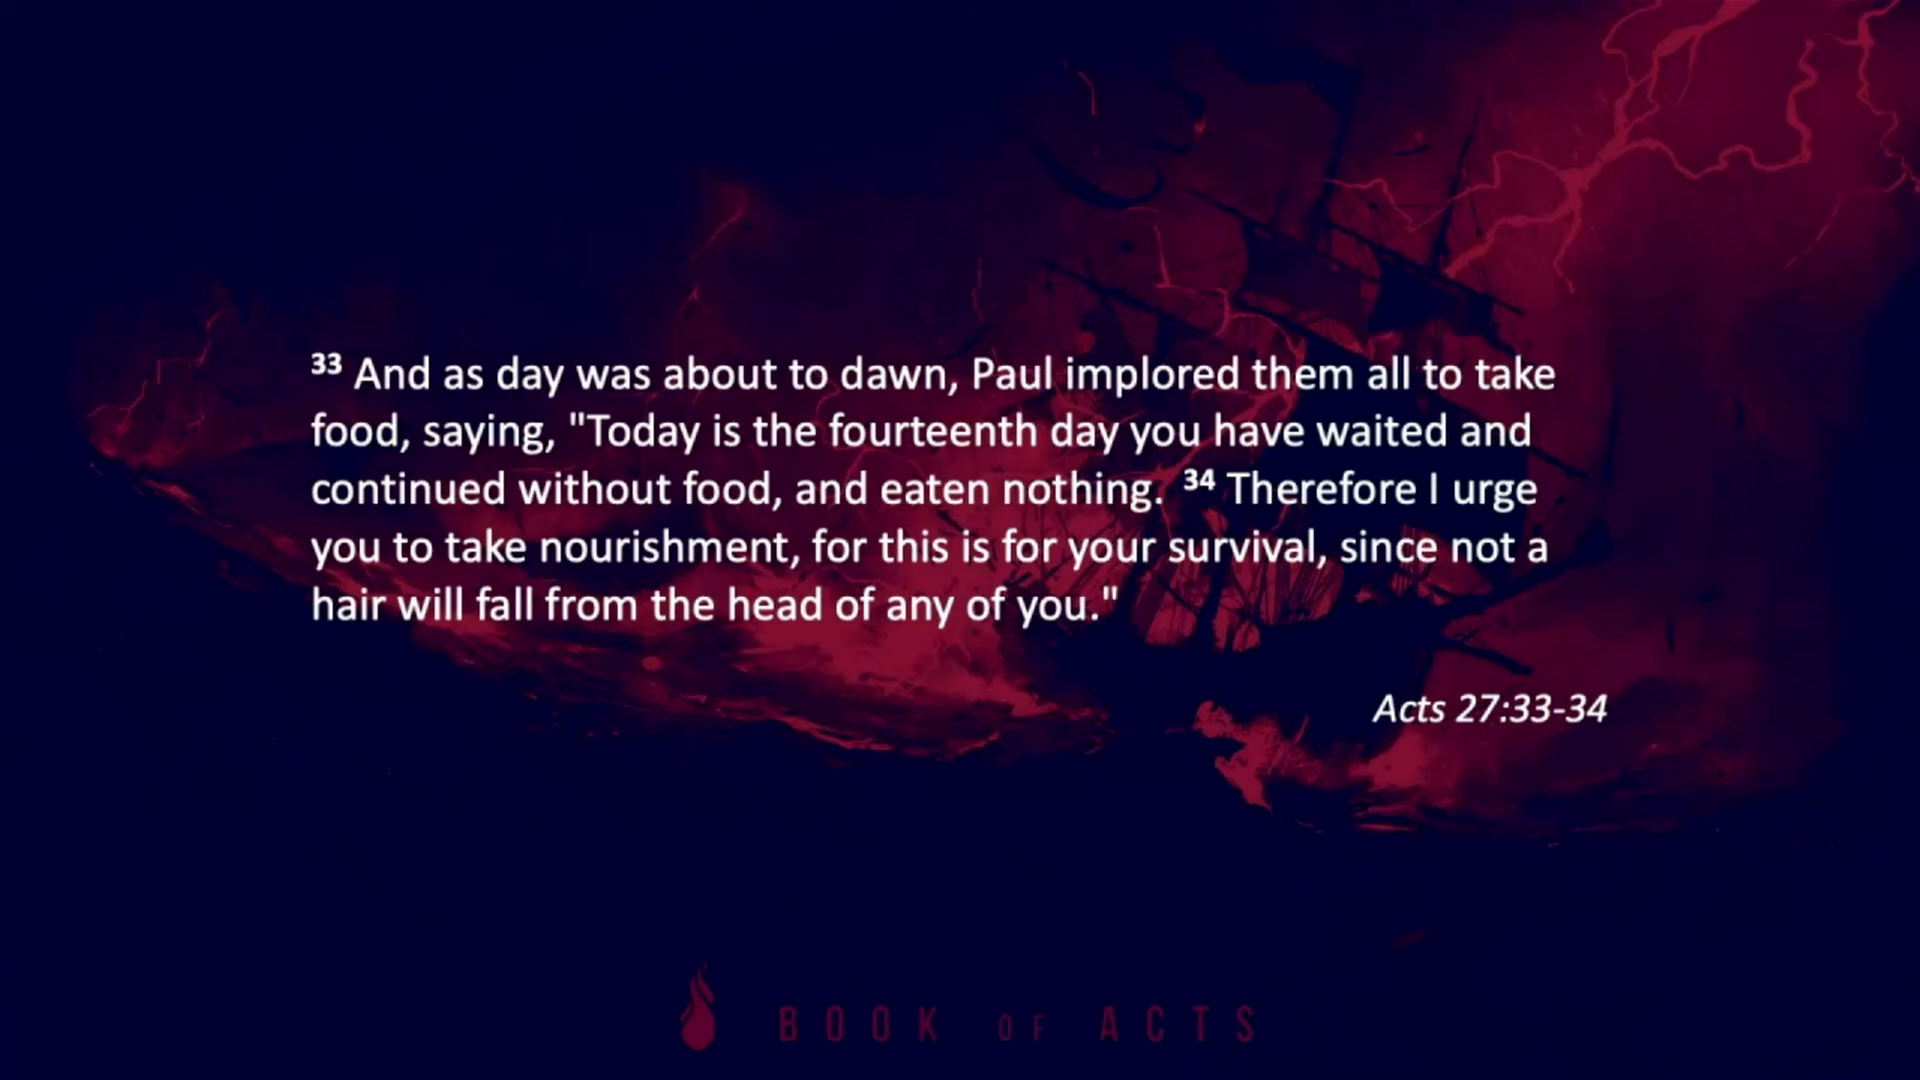 33 And as day was about to dawn, Paul implored them all to take
food, saying, "Today is the fourteenth day you have waited and
continued without food, and eaten nothing. 34 Therefore I urge
you to take nourishment, for this is for your survival, since not a
hair will fall from the head of any of you."
Acts 27:33-34
BOOK OF ACTS